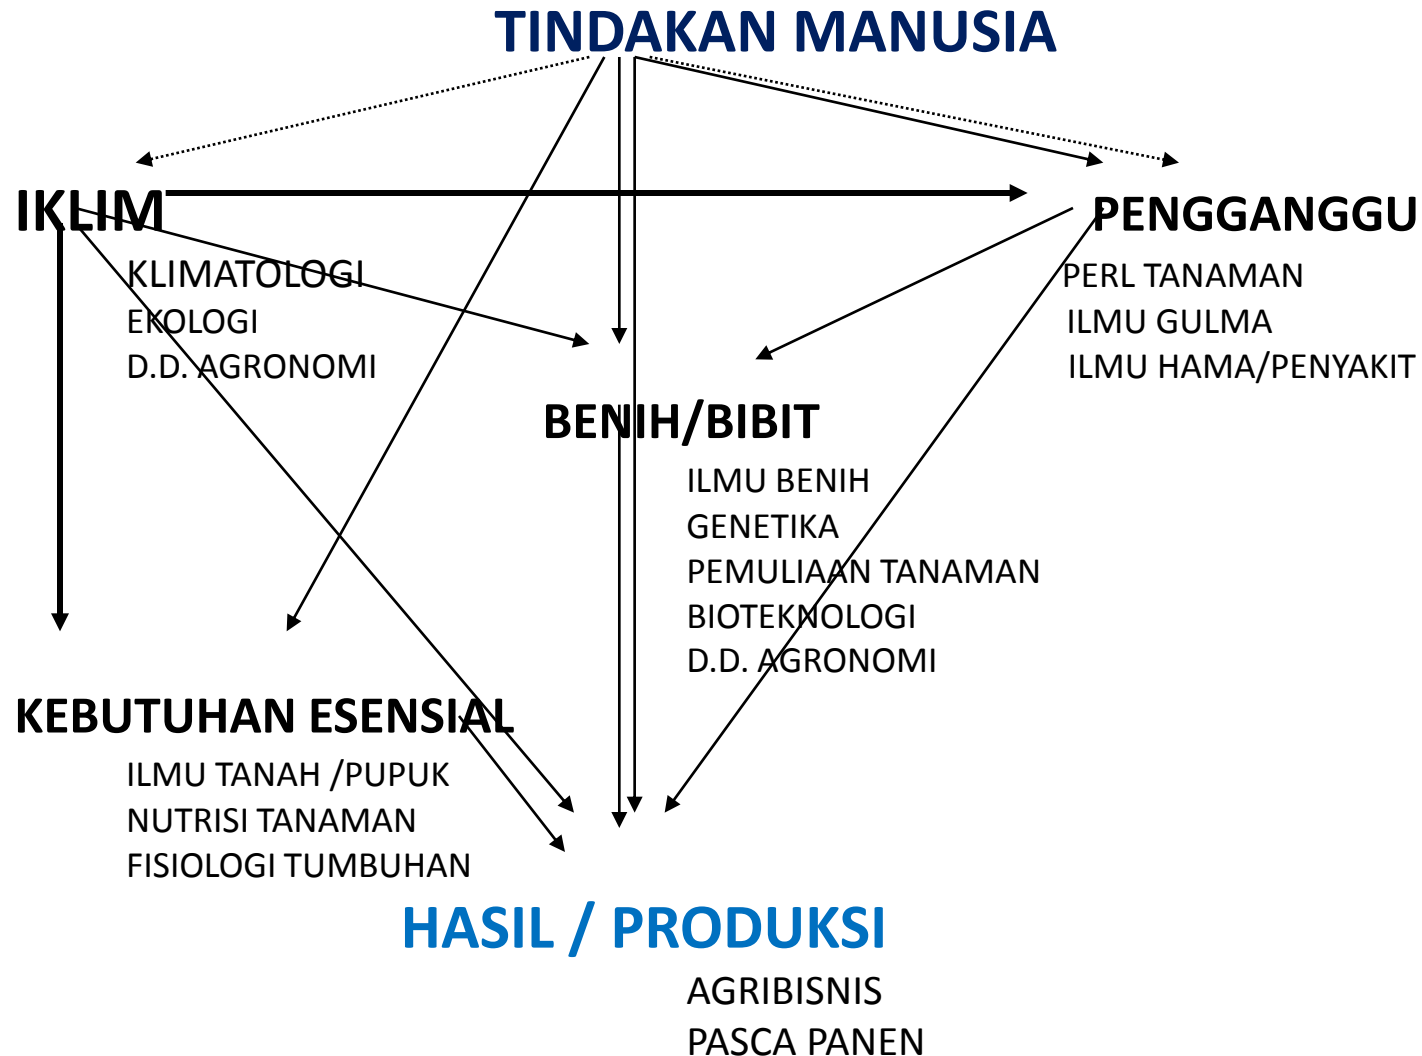 TINDAKAN MANUSIA
IKLIM
KLIMATOLOGI
EKOLOGI
D.D. AGRONOMI
PENGGANGGU
PERL TANAMAN
ILMU GULMA
ILMU HAMA/PENYAKIT
BENIH/BIBIT
ILMU BENIH
GENETIKA
PEMULIAAN TANAMAN
BIOTEKNOLOGI
D.D. AGRONOMI
KEBUTUHAN ESENSIAL
ILMU TANAH /PUPUK
NUTRISI TANAMAN
FISIOLOGI TUMBUHAN
HASIL / PRODUKSI
AGRIBISNIS
PASCA PANEN